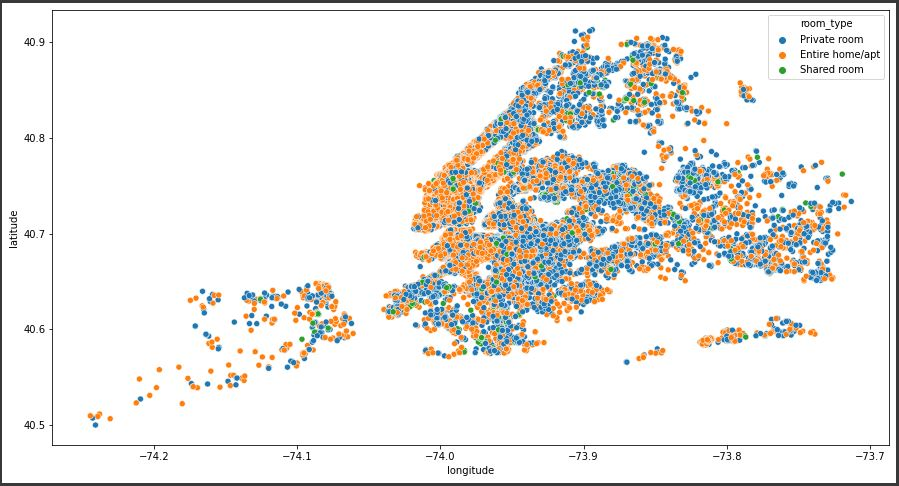 room_type
Private room
Entire home/apt
Shared room
latitude
40.9
40.8
40.7
40.6
40.5
−74.2
−74.1
−74.0
−73.9
−73.8
−73.7
longitude